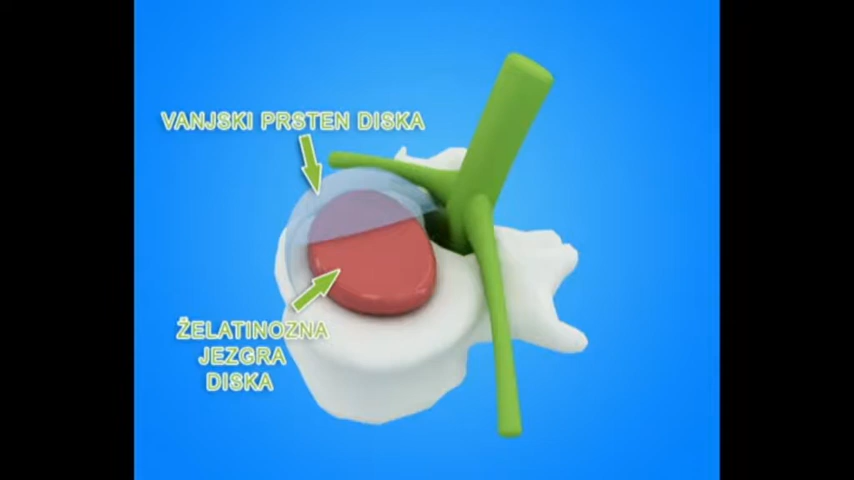 VANJSKI PRSTEN DISKA
ŽELATINOZNA
JEZGRA
DISKA